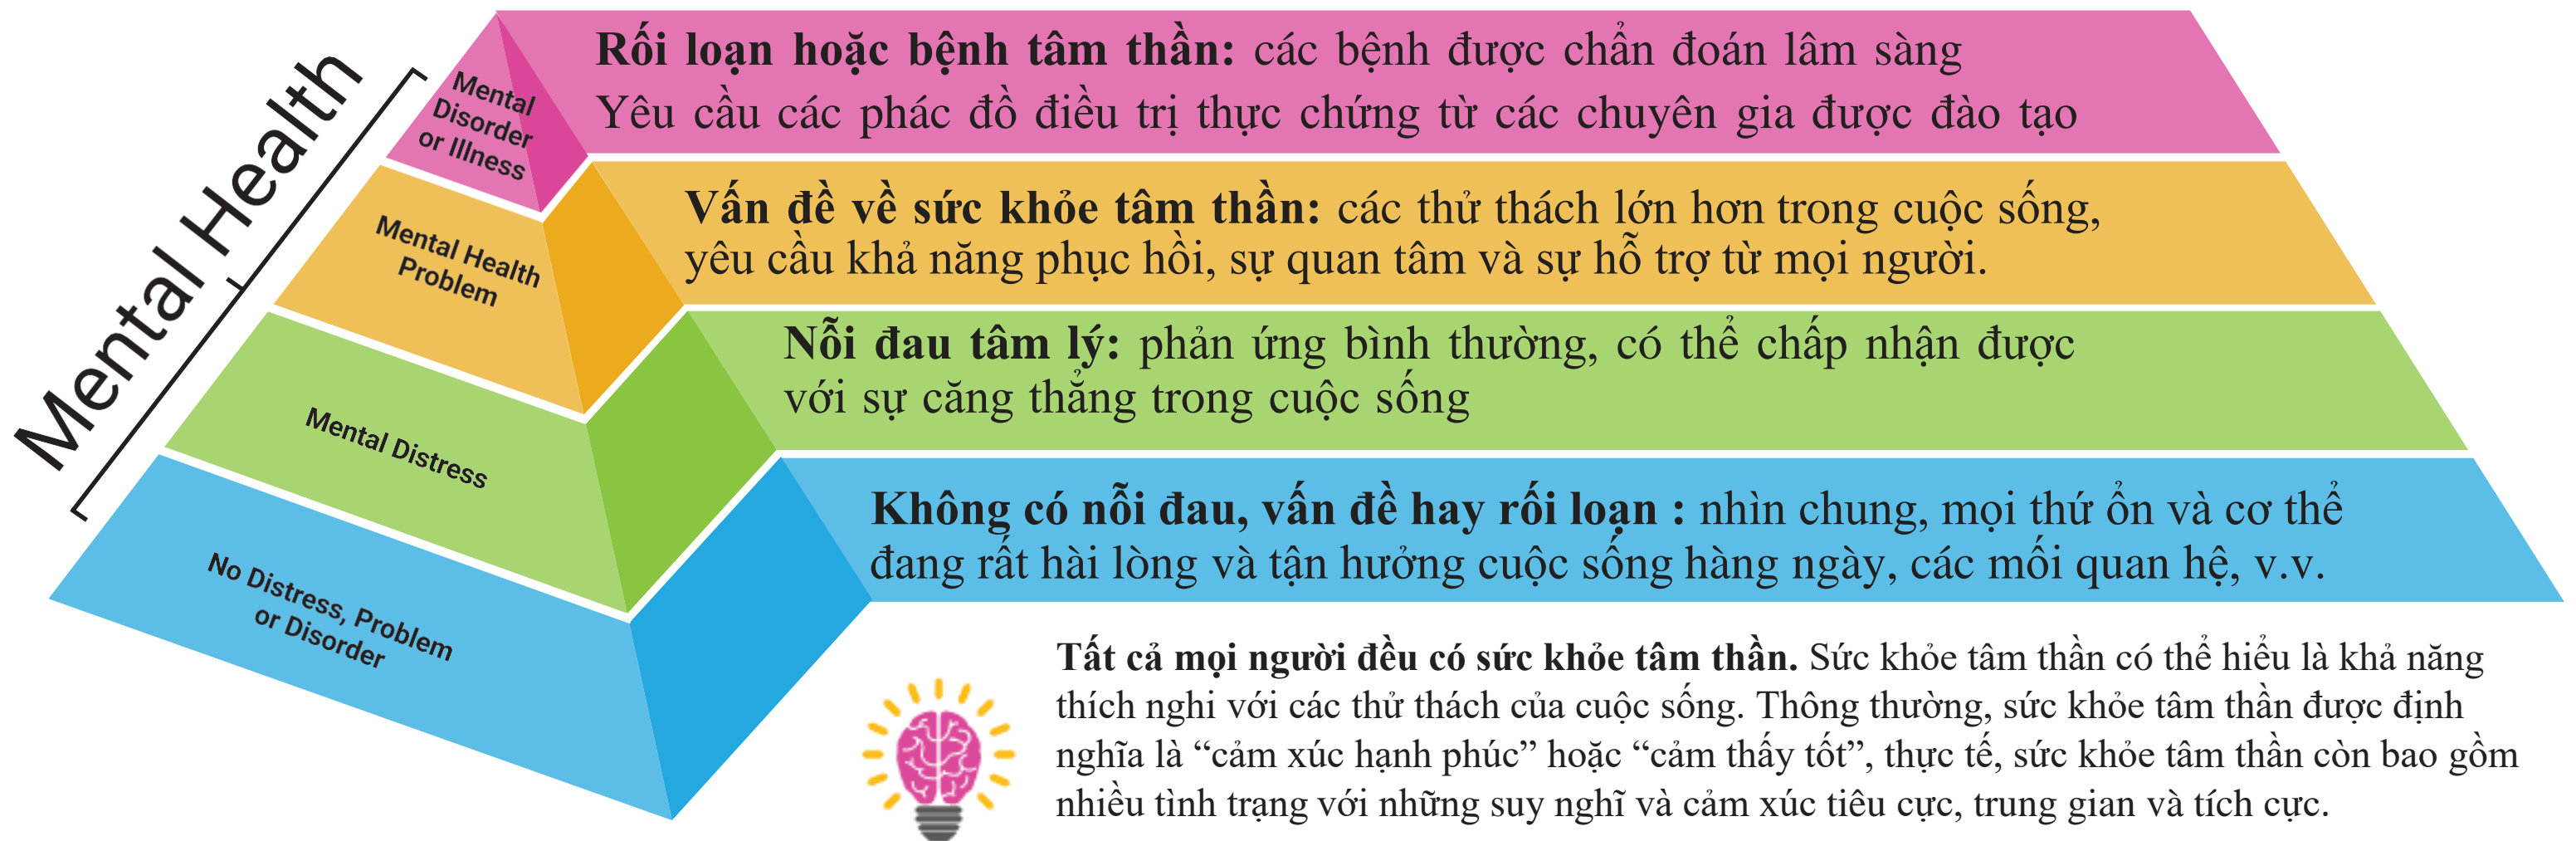 Mental Health
Mental
Disorder
or Illness
Rối loạn hoặc bệnh tâm thần: các bệnh được chẩn đoán lâm sàng
Yêu cầu các phác đồ điều trị thực chứng từ các chuyên gia được đào tạo
Mental Health
Problem
Vấn đề về sức khỏe tâm thần: các thử thách lớn hơn trong cuộc sống,
yêu cầu khả năng phục hồi, sự quan tâm và sự hỗ trợ từ mọi người.
Mental Distress
Nỗi đau tâm lý: phản ứng bình thường, có thể chấp nhận được
với sự căng thẳng trong cuộc sống
No Distress, Problem
or Disorder
Không có nỗi đau, vấn đề hay rối loạn : nhìn chung, mọi thứ ổn và cơ thể
đang rất hài lòng và tận hưởng cuộc sống hàng ngày, các mối quan hệ, v.v.
Tất cả mọi người đều có sức khỏe tâm thần. Sức khỏe tâm thần có thể hiểu là khả năng
thích nghi với các thử thách của cuộc sống. Thông thường, sức khỏe tâm thần được định
nghĩa là “cảm xúc hạnh phúc” hoặc “cảm thấy tốt”, thực tế, sức khỏe tâm thần còn bao gồm
nhiều tình trạng với những suy nghĩ và cảm xúc tiêu cực, trung gian và tích cực.